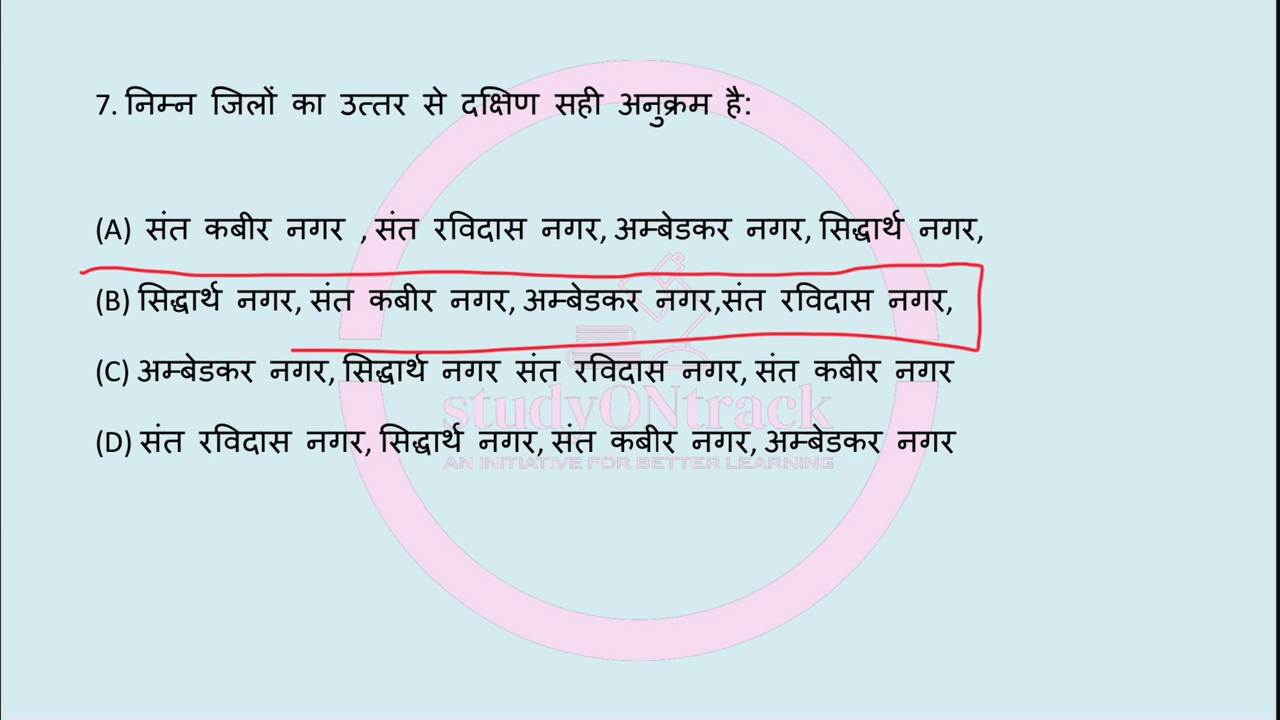 7. निम्न जिलों का उत्तर से दक्षिण सही अनुक्रम है:
(A) संत कबीर नगर , संत रविदास नगर, अम्बेडकर नगर, सिद्धार्थ नगर,
(B) सिद्धार्थ नगर, संत कबीर नगर, अम्बेडकर नगर,संत रविदास नगर,
(C) अम्बेडकर नगर, सिद्धार्थ नगर संत रविदास नगर, संत कबीर नगर
studyONtrack
(D) संत रविदास नगर, सिद्धार्थ नगर, संत कबीर नगर, अम्बेडकर नगर
AN INITIATIVE FOR BETTER LEARNING